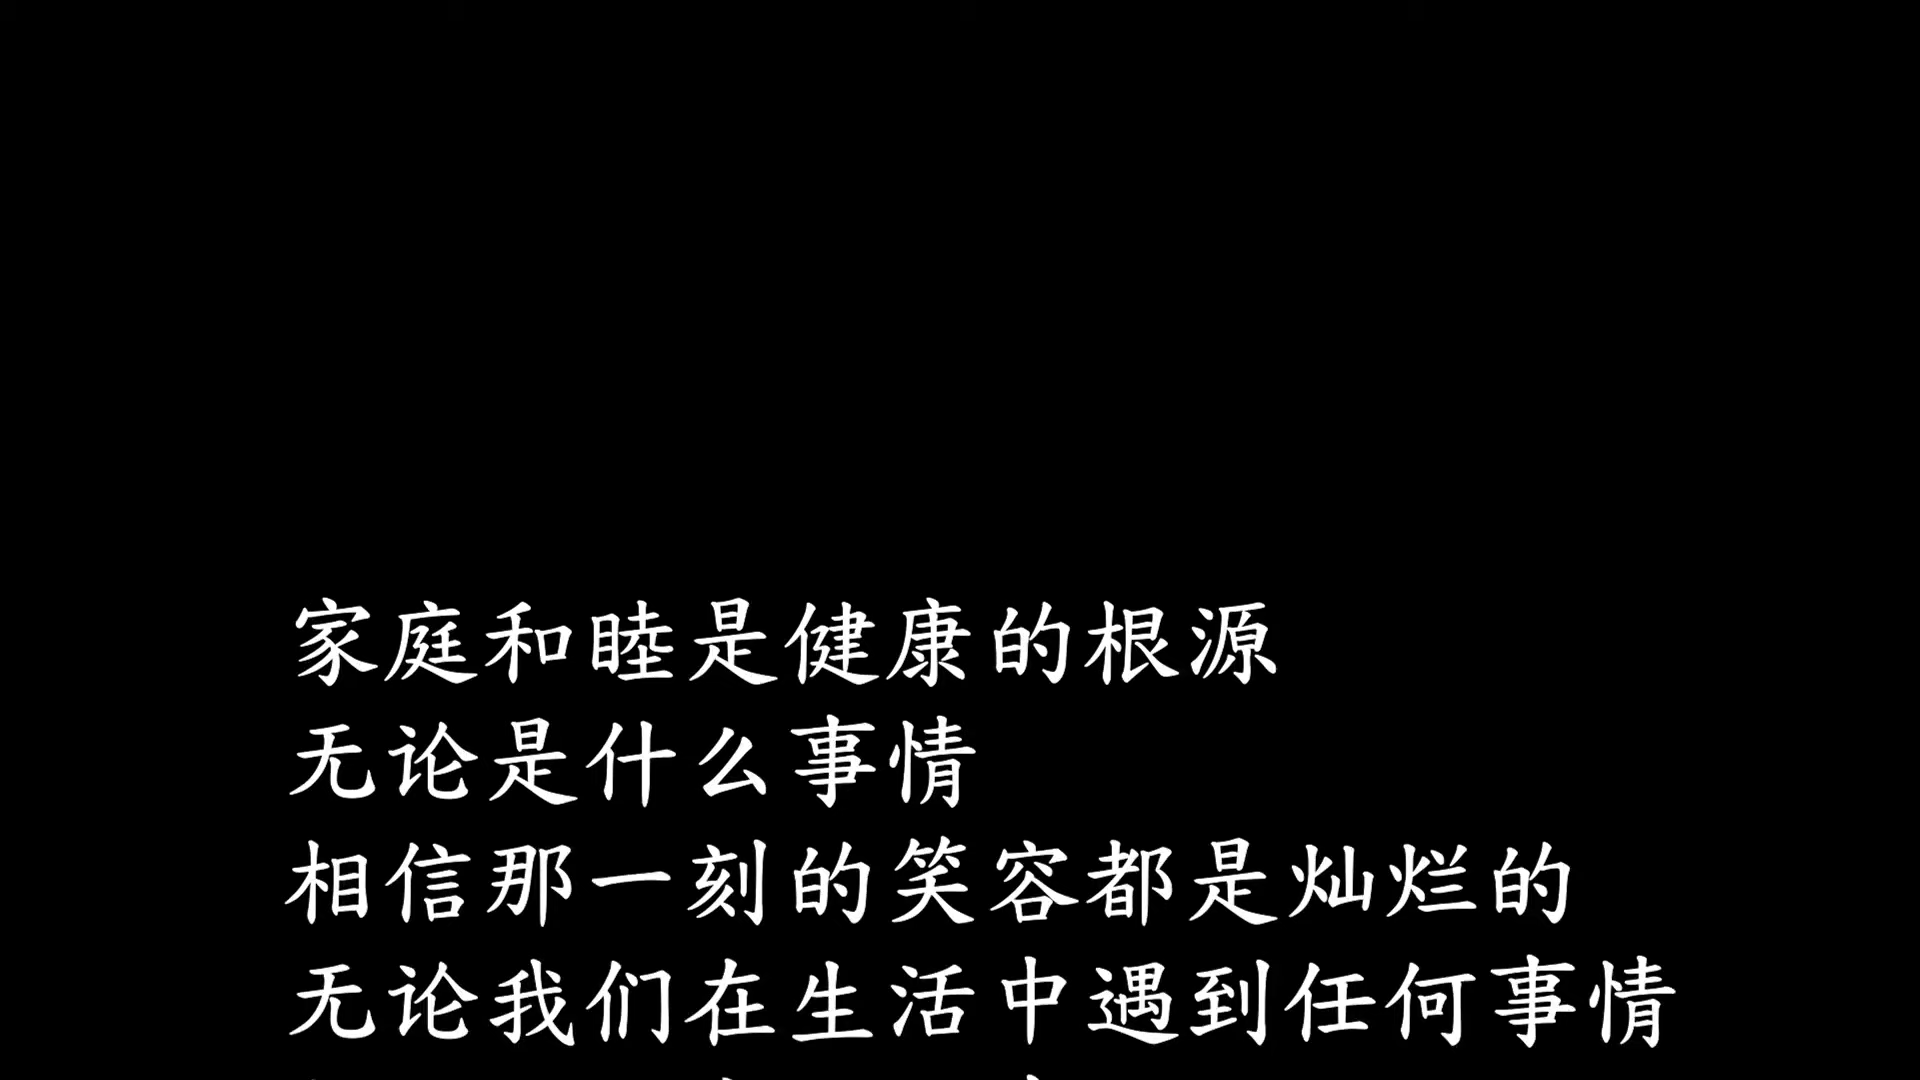 家庭和睦是健康的根源
无论是什么事情
相信那一刻的笑容都是灿烂的
无论我们在生活中遇到任何事情